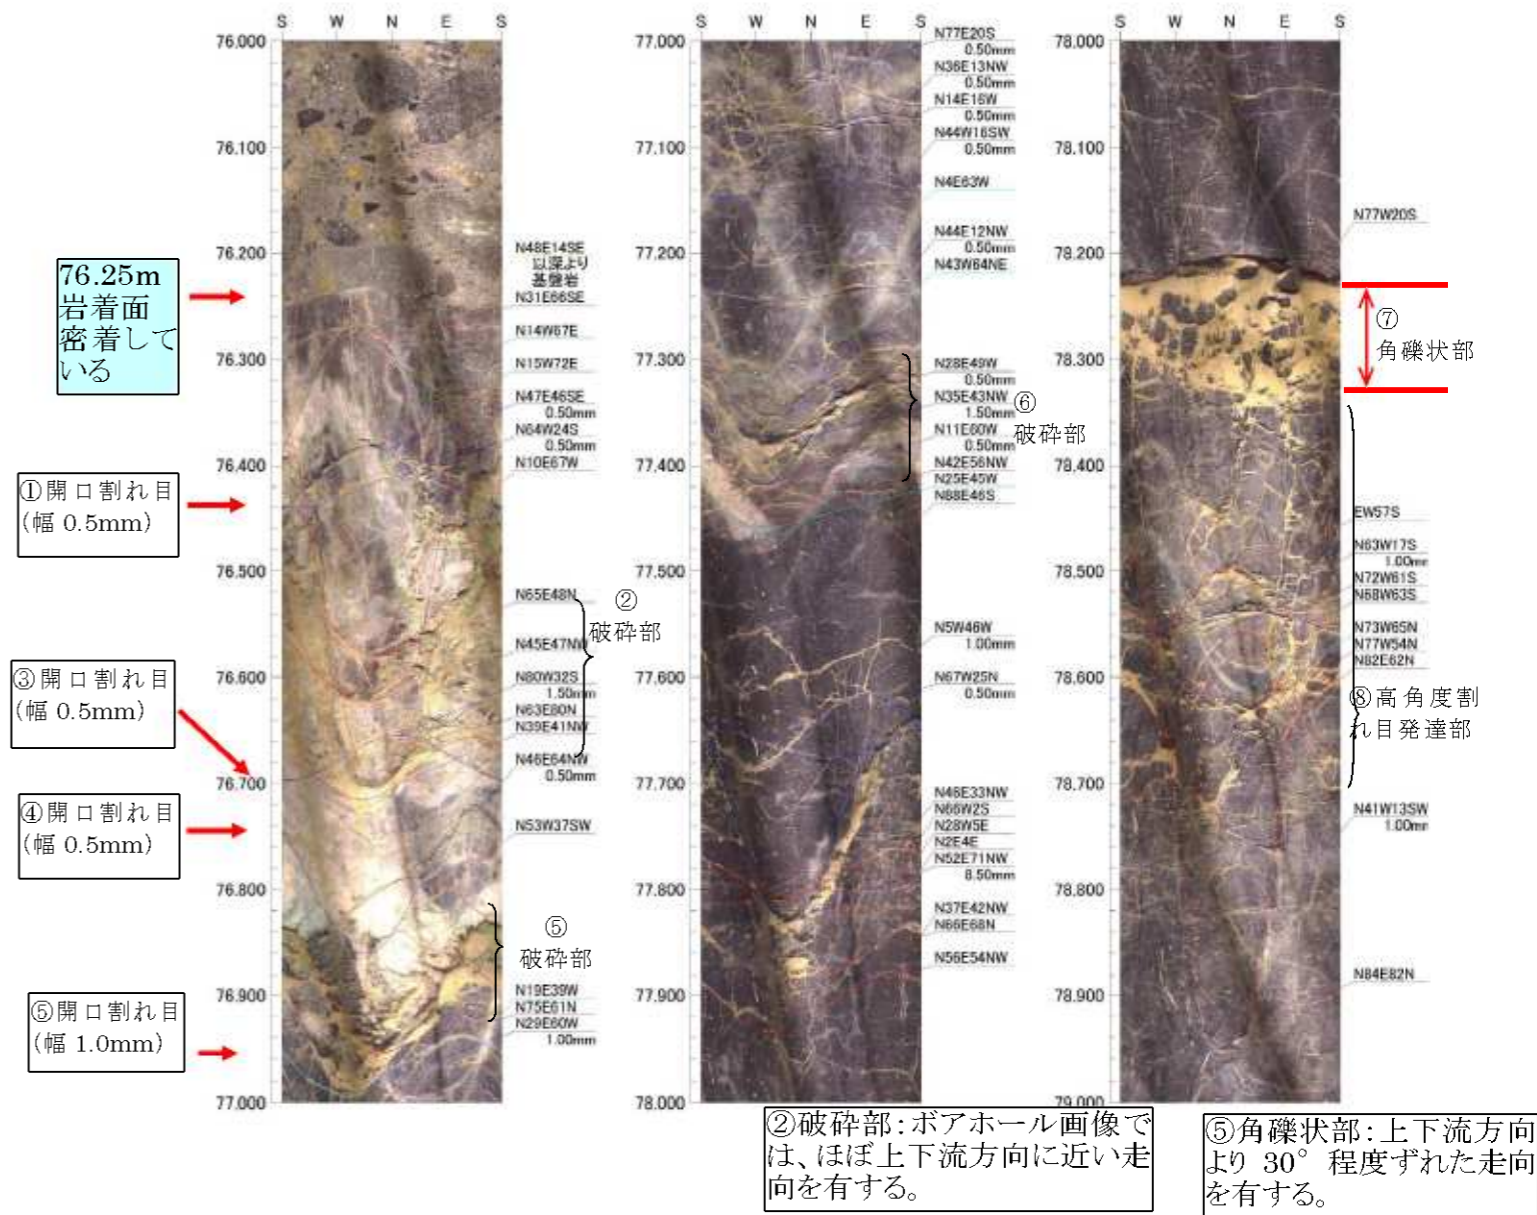 S W N E S
76.000
76.100
76.200
76.300
76.400
76.500
76.600
76.700
76.800
76.900
77.000
76.25m
岩着面
密着して
いる
①開口割れ目
(幅 0.5mm)
③開口割れ目
(幅 0.5mm)
④開口割れ目
(幅 0.5mm)
⑤開口割れ目
(幅 1.0mm)
N48E14SE
以深より
基盤岩
N31E66SE
N14W67E
N15W72E
N47E46SE
0.50mm
N64W24S
0.50mm
N10E67W
N65E48N
②
破砕部
N45E47NW
N80W32S
1.50mm
N63E80N
N39E41NW
N46E64NW
0.50mm
N53W37SW
⑤
破砕部
N19E39W
N75E61N
N29E60W
1.00mm
S W N E S
77.000
77.100
77.200
77.300
77.400
77.500
77.600
77.700
77.800
77.900
78.000
N77E20S
0.50mm
N36E13NW
0.50mm
N14E16W
0.50mm
N44W16SW
0.50mm
N4E63W
N44E12NW
0.50mm
N43W64NE
N28E49W
0.50mm
N35E43NW
1.50mm
N11E60W
0.50mm
⑥
破砕部
N42E56NW
N25E45W
N88E46S
N5W46W
1.00mm
N67W25N
0.50mm
N46E33NW
N66W2S
N28W5E
N2E4E
N52E71NW
8.50mm
N37E42NW
N66E68N
N56E54NW
S W N E S
78.000
78.100
78.200
78.300
78.400
78.500
78.600
78.700
78.800
78.900
79.000
N77W20S
⑦
角礫状部
EW57S
N63W17S
1.00mm
N72W61S
N68W63S
N73W65N
N77W54N
N82E62N
⑧高角度割
れ目発達部
N41W13SW
1.00mm
N84E82N
②破砕部:ボアホール画像で
は、ほぼ上下流方向に近い走
向を有する。
⑤角礫状部:上下流方向
より 30°程度ずれた走向
を有する。